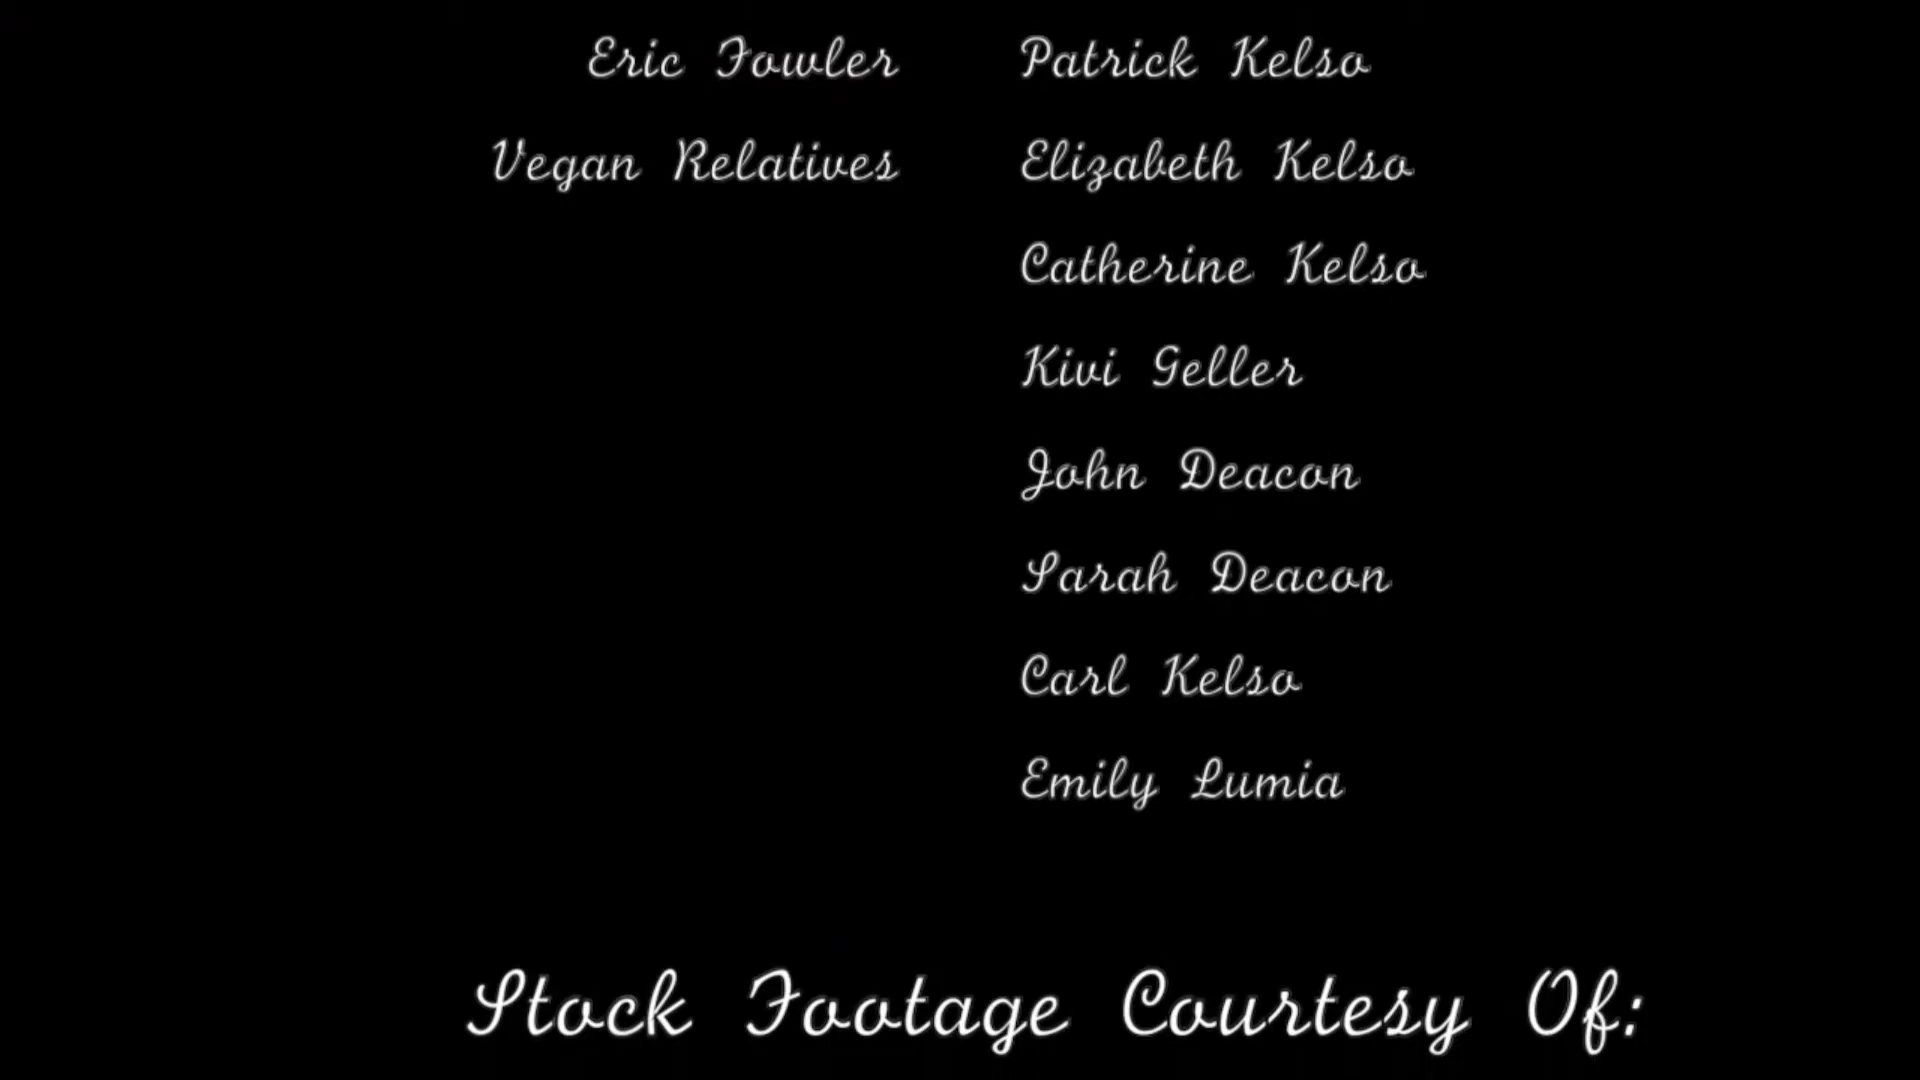 Eric Fowler Patrick Kelso
Vegan Relatives Elizabeth Kelso
Catherine Kelso
Kivi Geller
John Deacon
Sarah Deacon
Carl Kelso
Emily Lumia
Stock Footage Courtesy Of: